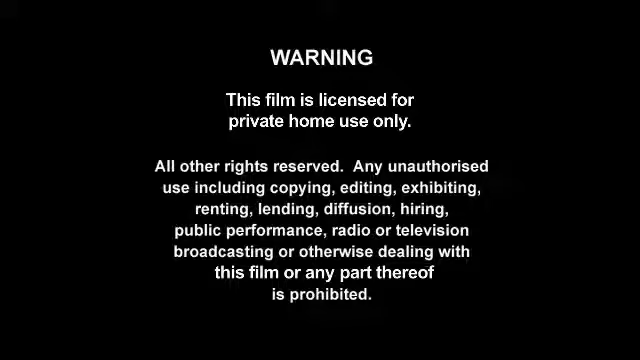 WARNING
This film is licensed for
private home use only.
All other rights reserved.  Any unauthorised
use including copying, editing, exhibiting,
renting, lending, diffusion, hiring,
public performance, radio or television
broadcasting or otherwise dealing with
this film or any part thereof
is prohibited.